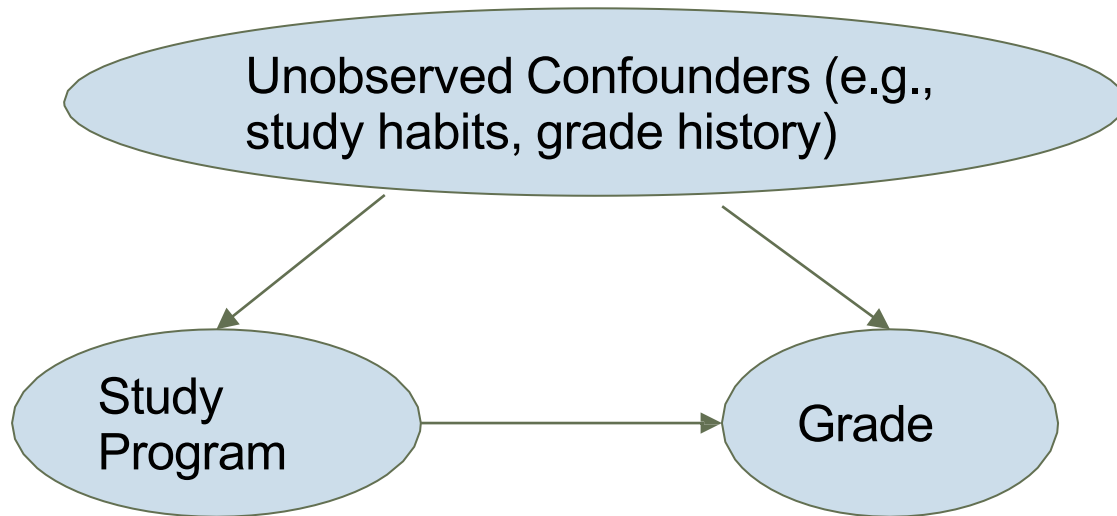 Unobserved Confounders (e.g.,
study habits, grade history)
Study
Program
Grade